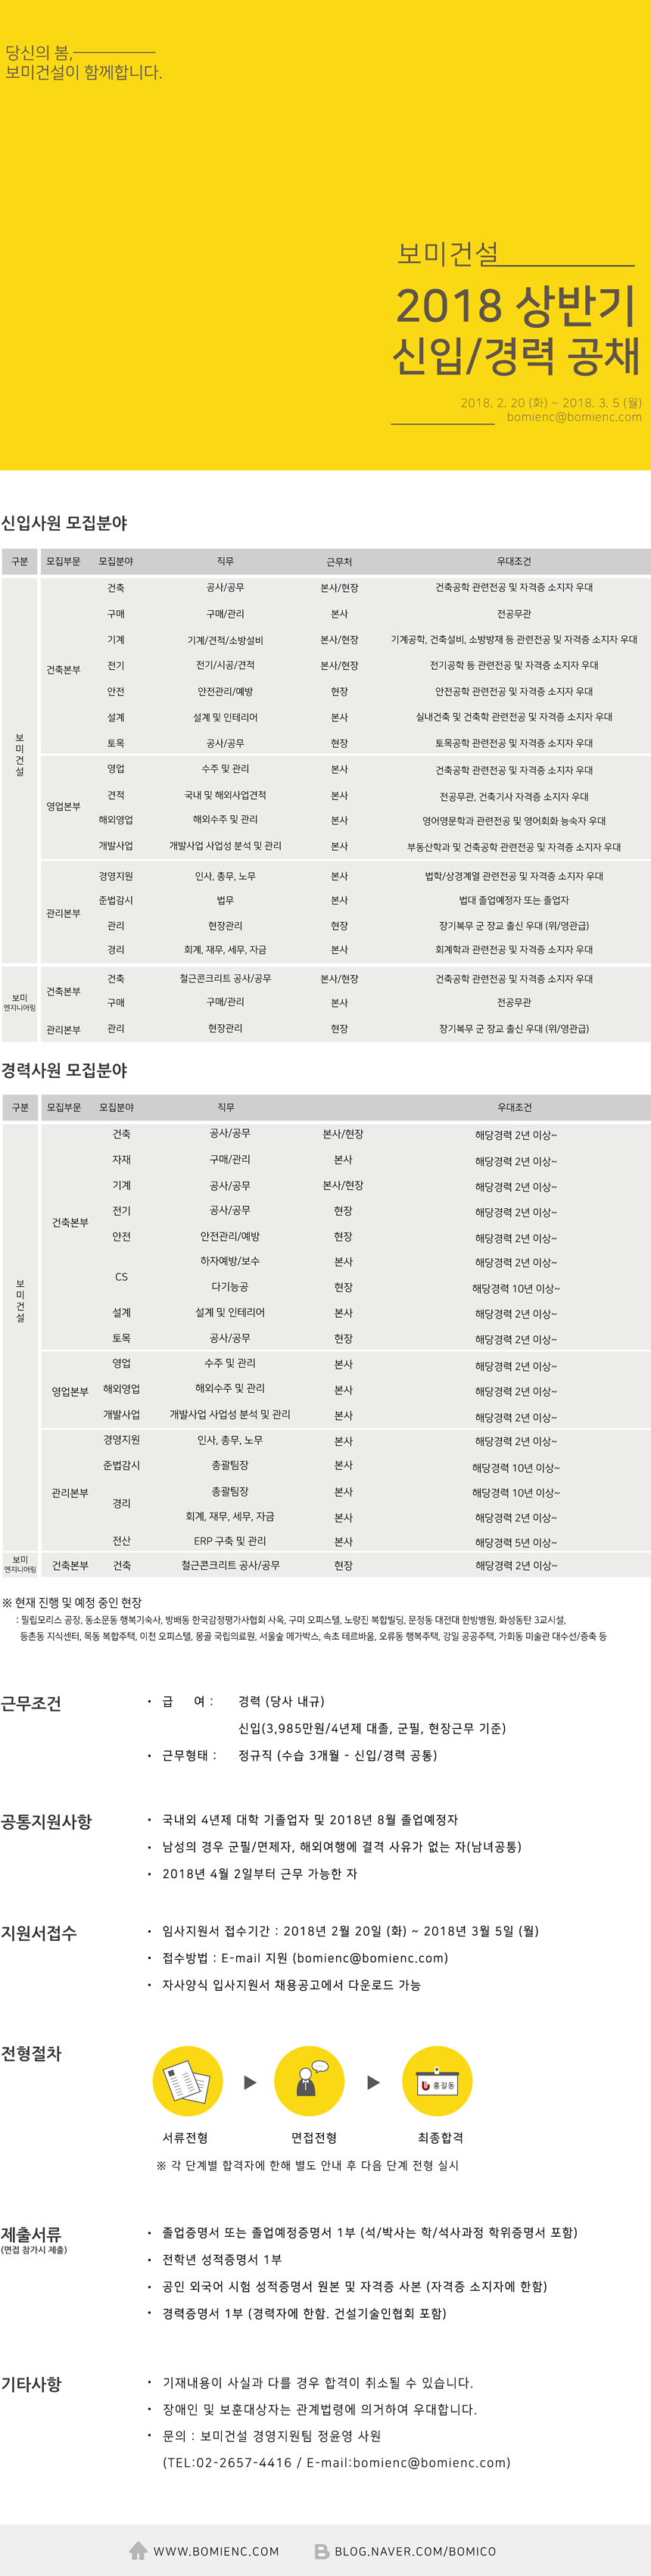 당신의 봄,
보미건설이 함께합니다.
보미건설
2018 상반기
신입/경력 공채
2018. 2. 20 (화) ~ 2018. 3. 5 (월)
bomienc@bomienc.com
신입사원 모집분야
구분 모집부문 모집분야 직무 근무처 우대조건
건축 공사/공무 본사/현장 건축공학 관련전공 및 자격증 소지자 우대
구매 구매/관리 본사 전공무관
기계 기계/견적/소방설비 본사/현장 기계공학, 건축설비, 소방방재 등 관련전공 및 자격증 소지자 우대
건축본부 전기 전기/시공/견적 본사/현장 전기공학 등 관련전공 및 자격증 소지자 우대
안전 안전관리/예방 현장 안전공학 관련전공 및 자격증 소지자 우대
설계 설계 및 인테리어 본사 실내건축 및 건축학 관련전공 및 자격증 소지자 우대
토목 공사/공무 현장 토목공학 관련전공 및 자격증 소지자 우대
보미건설
영업 수주 및 관리 본사 건축공학 관련전공 및 자격증 소지자 우대
영업본부 견적 국내 및 해외사업견적 본사 전공무관, 건축기사 자격증 소지자 우대
해외영업 해외수주 및 관리 본사 영어영문학과 관련전공 및 영어회화 능숙자 우대
개발사업 개발사업 사업성 분석 및 관리 본사 부동산학과 및 건축공학 관련전공 및 자격증 소지자 우대
경영지원 인사, 총무, 노무 본사 법학/상경계열 관련전공 및 자격증 소지자 우대
준법감시 법무 본사 법대 졸업예정자 또는 졸업자
관리본부 관리 현장관리 현장 장기복무 군 장교 출신 우대 (위/영관급)
경리 회계, 재무, 세무, 자금 본사 회계학과 관련전공 및 자격증 소지자 우대
보미
엔지니어링
건축본부 건축 철근콘크리트 공사/공무 본사/현장 건축공학 관련전공 및 자격증 소지자 우대
구매 구매/관리 본사 전공무관
관리본부 관리 현장관리 현장 장기복무 군 장교 출신 우대 (위/영관급)
경력사원 모집분야
구분 모집부문 모집분야 직무 우대조건
건축 공사/공무 본사/현장 해당경력 2년 이상~
자재 구매/관리 본사 해당경력 2년 이상~
기계 공사/공무 본사/현장 해당경력 2년 이상~
전기 공사/공무 현장 해당경력 2년 이상~
건축본부 안전 안전관리/예방 현장 해당경력 2년 이상~
CS 하자예방/보수 본사 해당경력 2년 이상~
다기능공 현장 해당경력 10년 이상~
보미건설
설계 설계 및 인테리어 본사 해당경력 2년 이상~
토목 공사/공무 현장 해당경력 2년 이상~
영업 수주 및 관리 본사 해당경력 2년 이상~
영업본부 해외영업 해외수주 및 관리 본사 해당경력 2년 이상~
개발사업 개발사업 사업성 분석 및 관리 본사 해당경력 2년 이상~
경영지원 인사, 총무, 노무 본사 해당경력 2년 이상~
준법감시 총괄팀장 본사 해당경력 10년 이상~
관리본부 경리 총괄팀장 본사 해당경력 10년 이상~
회계, 재무, 세무, 자금 본사 해당경력 2년 이상~
전산 ERP 구축 및 관리 본사 해당경력 5년 이상~
보미
엔지니어링
건축본부 건축 철근콘크리트 공사/공무 현장 해당경력 2년 이상~
※ 현재 진행 및 예정 중인 현장
: 필립모리스 공장, 동소문동 행복기숙사, 방배동 한국감정평가사협회 사옥, 구미 오피스텔, 노량진 복합빌딩, 문정동 대전대 한방병원, 화성동탄 3교시설,
등촌동 지식센터, 목동 복합주택, 이천 오피스텔, 몽골 국립의료원, 서울숲 메가박스, 속초 테르바움, 오류동 행복주택, 강일 공공주택, 가회동 미술관 대수선/증축 등
근무조건
• 급 여 : 경력 (당사 내규)
신입(3,985만원/4년제 대졸, 군필, 현장근무 기준)
• 근무형태 : 정규직 (수습 3개월 - 신입/경력 공통)
공통지원사항
• 국내외 4년제 대학 기졸업자 및 2018년 8월 졸업예정자
• 남성의 경우 군필/면제자, 해외여행에 결격 사유가 없는 자(남녀공통)
• 2018년 4월 2일부터 근무 가능한 자
지원서접수
• 임사지원서 접수기간 : 2018년 2월 20일 (화) ~ 2018년 3월 5일 (월)
• 접수방법 : E-mail 지원 (bomienc@bomienc.com)
• 자사양식 입사지원서 채용공고에서 다운로드 가능
전형절차
홍길동
서류전형 ▶ 면접전형 ▶ 최종합격
※ 각 단계별 합격자에 한해 별도 안내 후 다음 단계 전형 실시
제출서류
(면접 참가시 제출)
• 졸업증명서 또는 졸업예정증명서 1부 (석/박사는 학/석사과정 학위증명서 포함)
• 전학년 성적증명서 1부
• 공인 외국어 시험 성적증명서 원본 및 자격증 사본 (자격증 소지자에 한함)
• 경력증명서 1부 (경력자에 한함. 건설기술인협회 포함)
기타사항
• 기재내용이 사실과 다를 경우 합격이 취소될 수 있습니다.
• 장애인 및 보훈대상자는 관계법령에 의거하여 우대합니다.
• 문의 : 보미건설 경영지원팀 정윤영 사원
(TEL:02-2657-4416 / E-mail:bomienc@bomienc.com)
WWW.BOMIENC.COM
B BLOG.NAVER.COM/BOMICO